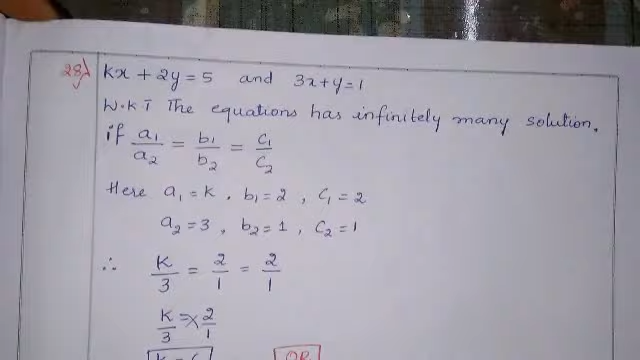 28) kx + 2y = 5 and 3x+y=1
W.K.T The equations has infinitely many solution.
if a1/a2 = b1/b2 = c1/c2
Here a1 = k, b1 = 2, c1 = 2
a2 = 3, b2 = 1, c2 = 1
∴ k/3 = 2/1 = 2/1
k/3 = 2/1
OR